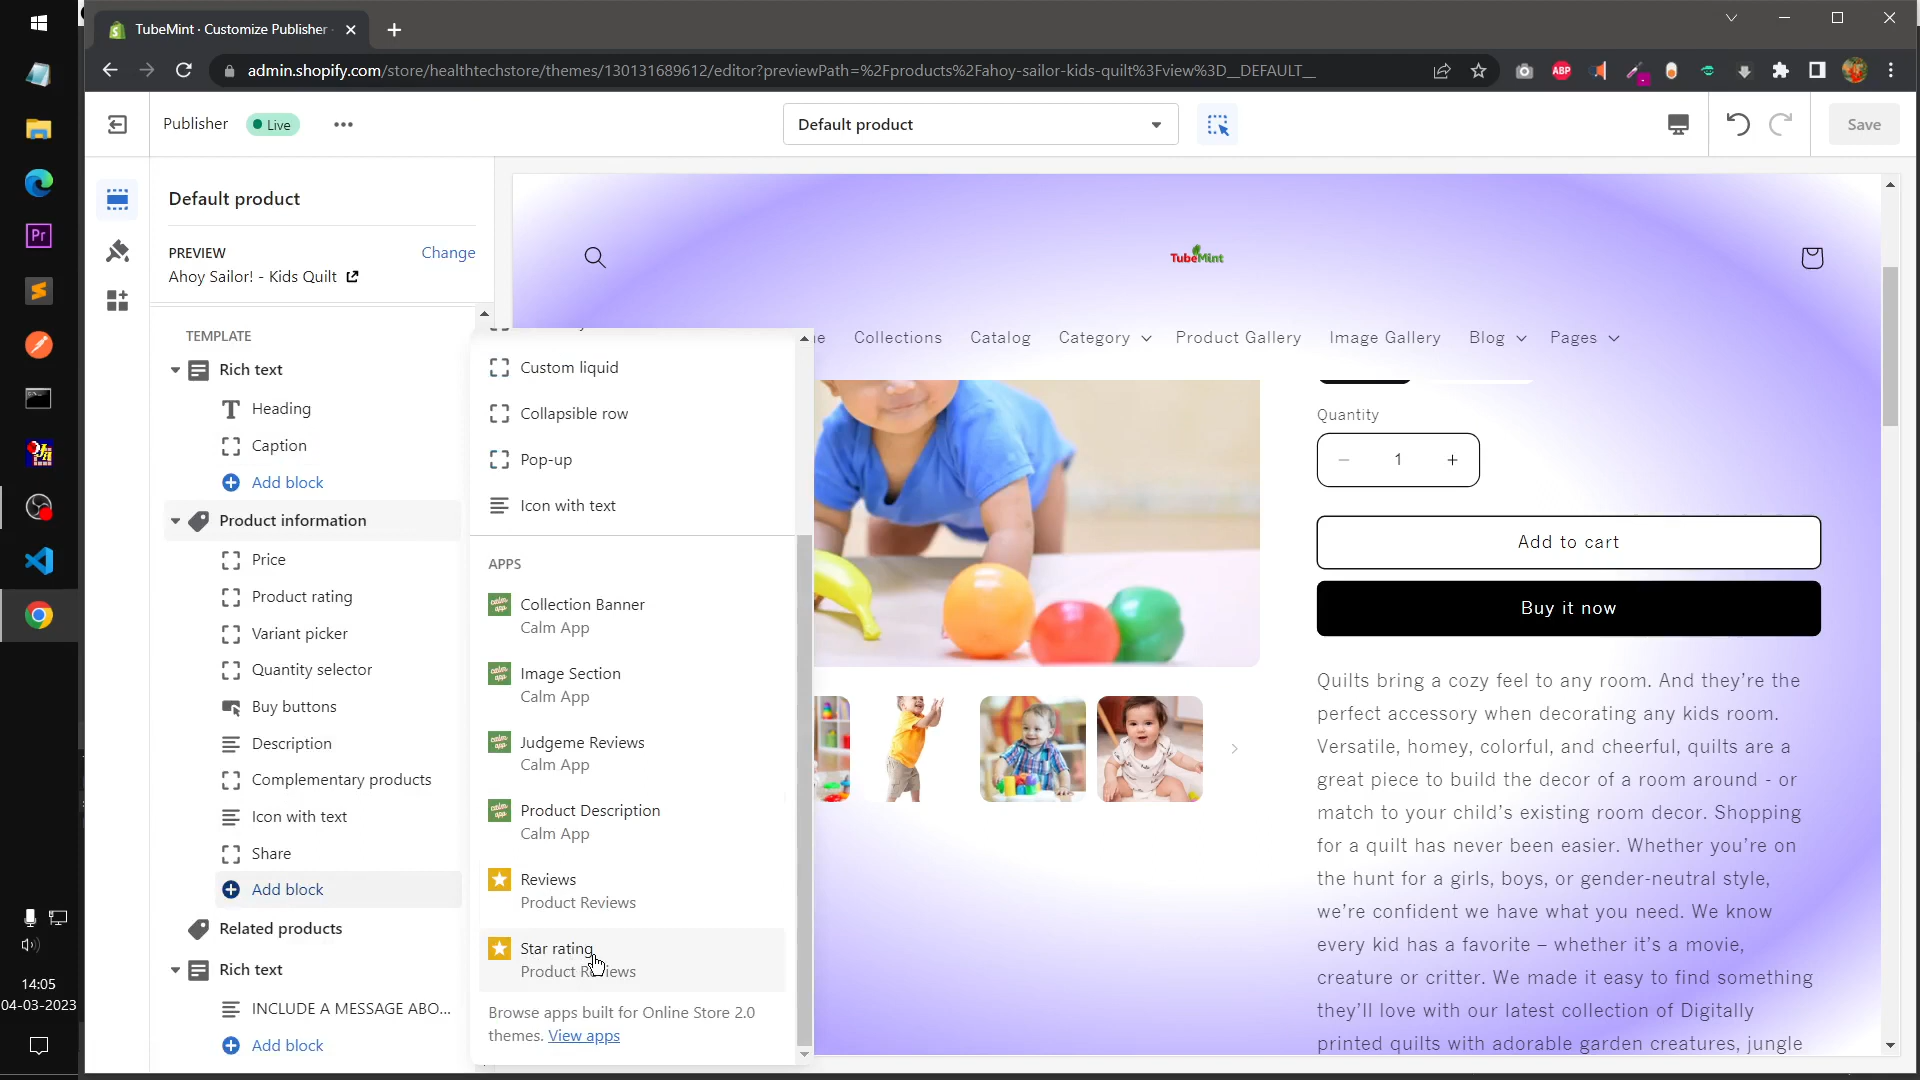 TubeMint · Customize Publisher
admin.shopify.com/store/healthtechstore/themes/130131689612/editor?previewPath=%2Fproducts%2Fahoy-sailor-kids-quilt%3Fview%3D__DEFAULT__
ABP
Publisher
Live
Default product
Save
Default product
PREVIEW
Change
Ahoy Sailor! - Kids Quilt
TEMPLATE
Rich text
Heading
Caption
Add block
Product information
Price
Product rating
Variant picker
Quantity selector
Buy buttons
Description
Complementary products
Icon with text
Share
Add block
Related products
Rich text
INCLUDE A MESSAGE ABO...
Add block
Custom liquid
Collapsible row
Pop-up
Icon with text
APPS
Collection Banner
Calm App
Image Section
Calm App
Judgeme Reviews
Calm App
Product Description
Calm App
Reviews
Product Reviews
Star rating
Product Reviews
Browse apps built for Online Store 2.0
themes. View apps
TubeMint
Collections
Catalog
Category
Product Gallery
Image Gallery
Blog
Pages
Quantity
1
Add to cart
Buy it now
Quilts bring a cozy feel to any room. And they’re the
perfect accessory when decorating any kids room.
Versatile, homey, colorful, and cheerful, quilts are a
great piece to build the decor of a room around - or
match to your child’s existing room decor. Shopping
for a quilt has never been easier. Whether you’re on
the hunt for a girls, boys, or gender-neutral style,
we’re confident we have what you need. We know
every kid has a favorite – whether it’s a movie,
creature or critter. We made it easy to find something
they’ll love with our latest collection of Digitally
printed quilts with adorable garden creatures, jungle
Pr
14:05
04-03-2023